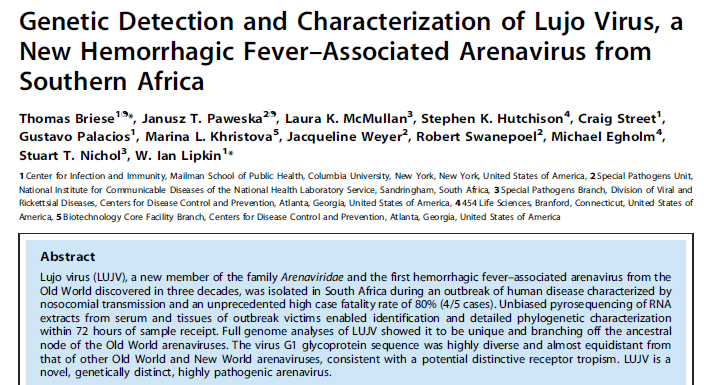 Genetic Detection and Characterization of Lujo Virus, a
New Hemorrhagic Fever–Associated Arenavirus from
Southern Africa
Thomas Briese1☯*, Janusz T. Paweska2☯, Laura K. McMullan3, Stephen K. Hutchison4, Craig Street1,
Gustavo Palacios1, Marina L. Khristova5, Jacqueline Weyer2, Robert Swanepoel2, Michael Egholm4,
Stuart T. Nichol3, W. Ian Lipkin1*
1 Center for Infection and Immunity, Mailman School of Public Health, Columbia University, New York, New York, United States of America, 2 Special Pathogens Unit,
National Institute for Communicable Diseases of the National Health Laboratory Service, Sandringham, South Africa, 3 Special Pathogens Branch, Division of Viral and
Rickettsial Diseases, Centers for Disease Control and Prevention, Atlanta, Georgia, United States of America, 4 454 Life Sciences, Branford, Connecticut, United States of
America, 5 Biotechnology Core Facility Branch, Centers for Disease Control and Prevention, Atlanta, Georgia, United States of America
Abstract
Lujo virus (LUJV), a new member of the family Arenaviridae and the first hemorrhagic fever–associated arenavirus from the
Old World discovered in three decades, was isolated in South Africa during an outbreak of human disease characterized by
nosocomial transmission and an unprecedented high case fatality rate of 80% (4/5 cases). Unbiased pyrosequencing of RNA
extracts from serum and tissues of outbreak victims enabled identification and detailed phylogenetic characterization
within 72 hours of sample receipt. Full genome analyses of LUJV showed it to be unique and branching off the ancestral
node of the Old World arenaviruses. The virus G1 glycoprotein sequence was highly diverse and almost equidistant from
that of other Old World and New World arenaviruses, consistent with a potential distinctive receptor tropism. LUJV is a
novel, genetically distinct, highly pathogenic arenavirus.